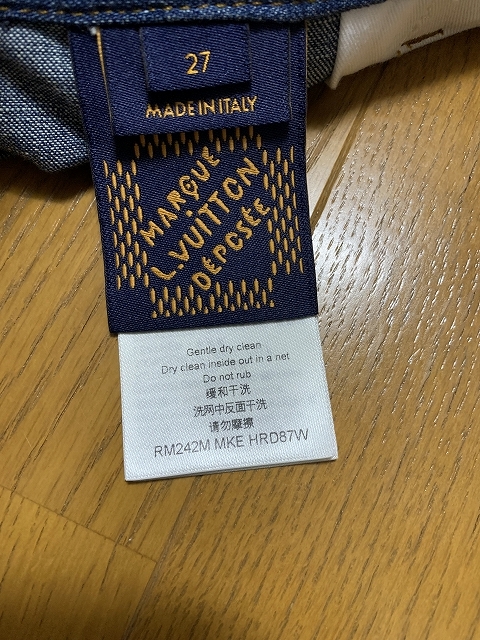 27
MADE IN ITALY
MARQUE
L.VUITTON
DÉPOSÉE
Gentle dry clean
Dry clean inside out in a net
Do not rub
缓和干洗
洗网中反面干洗
请勿摩擦
RM242M MKE HRD87W